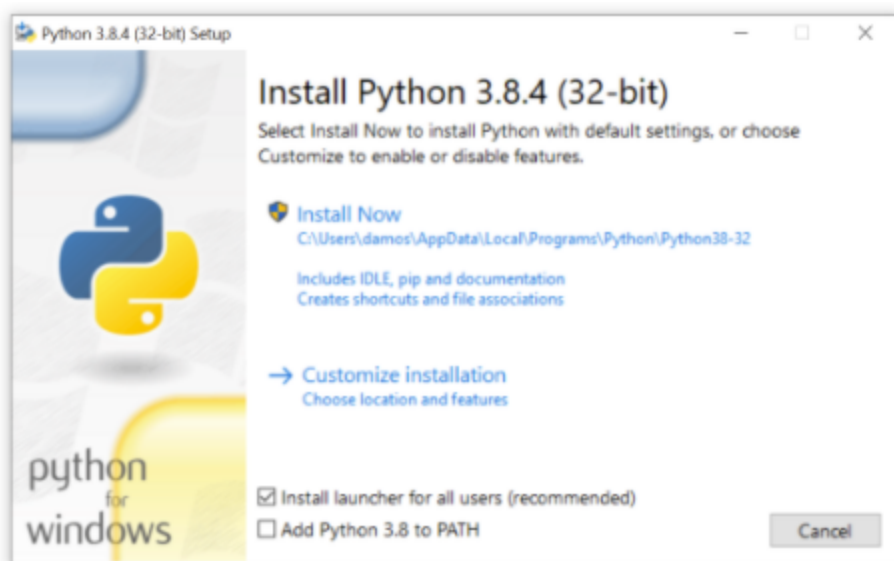 Python 3.8.4 (32-bit) Setup
Install Python 3.8.4 (32-bit)
Select Install Now to install Python with default settings, or choose
Customize to enable or disable features.
Install Now
C:\Users\damos\AppData\Local\Programs\Python\Python38-32
Includes IDLE, pip and documentation
Creates shortcuts and file associations
Customize installation
Choose location and features
python
for
windows
Install launcher for all users (recommended)
Add Python 3.8 to PATH
Cancel